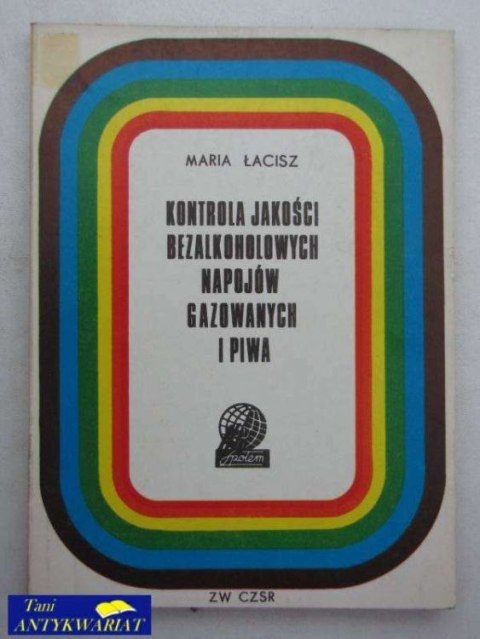 MARIA ŁACISZ
KONTROLA JAKOŚCI
BEZALKOHOLOWYCH
NAPOJÓW
GAZOWANYCH
I PIWA
Społem
ZW CZSR
Tani
ANTYKWARIAT